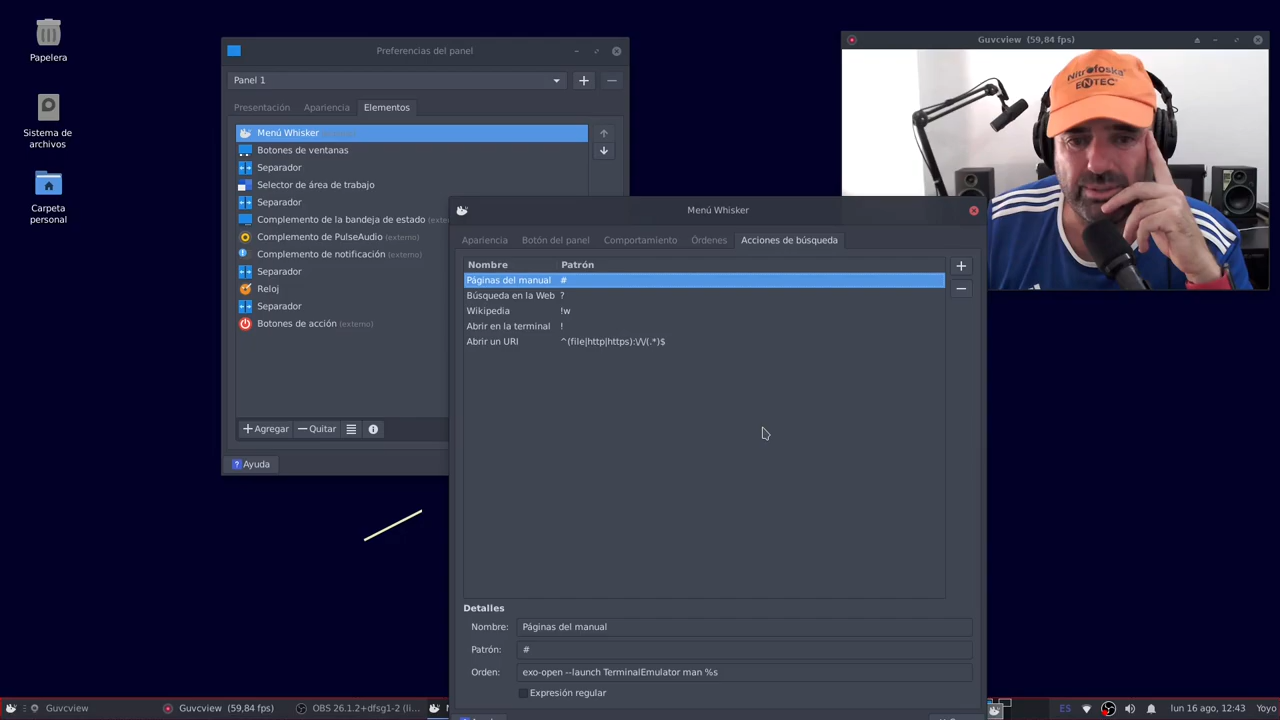 Papelera
Sistema de
archivos
Carpeta
personal
Preferencias del panel
Panel 1
Presentación Apariencia Elementos
Menú Whisker
Botones de ventanas
Separador
Selector de área de trabajo
Separador
Complemento de la bandeja de estado (exte
Complemento de PulseAudio (externo)
Complemento de notificación (externo)
Separador
Reloj
Separador
Botones de acción (externo)
Agregar Quitar
Ayuda
Guvcview (59,84 fps)
Nitrofoska
ENTEC
Menú Whisker
Apariencia Botón del panel Comportamiento Órdenes Acciones de búsqueda
Nombre Patrón
Páginas del manual #
Búsqueda en la Web ?
Wikipedia !w
Abrir en la terminal !
Abrir un URI ^(file|http|https):\/\/(.*)$
Detalles
Nombre: Páginas del manual
Patrón: #
Orden: exo-open --launch TerminalEmulator man %s
Expresión regular
Guvcview Guvcview (59,84 fps) OBS 26.1.2+dfsg1-2 (li... ES lun 16 ago, 12:43 Yoyo